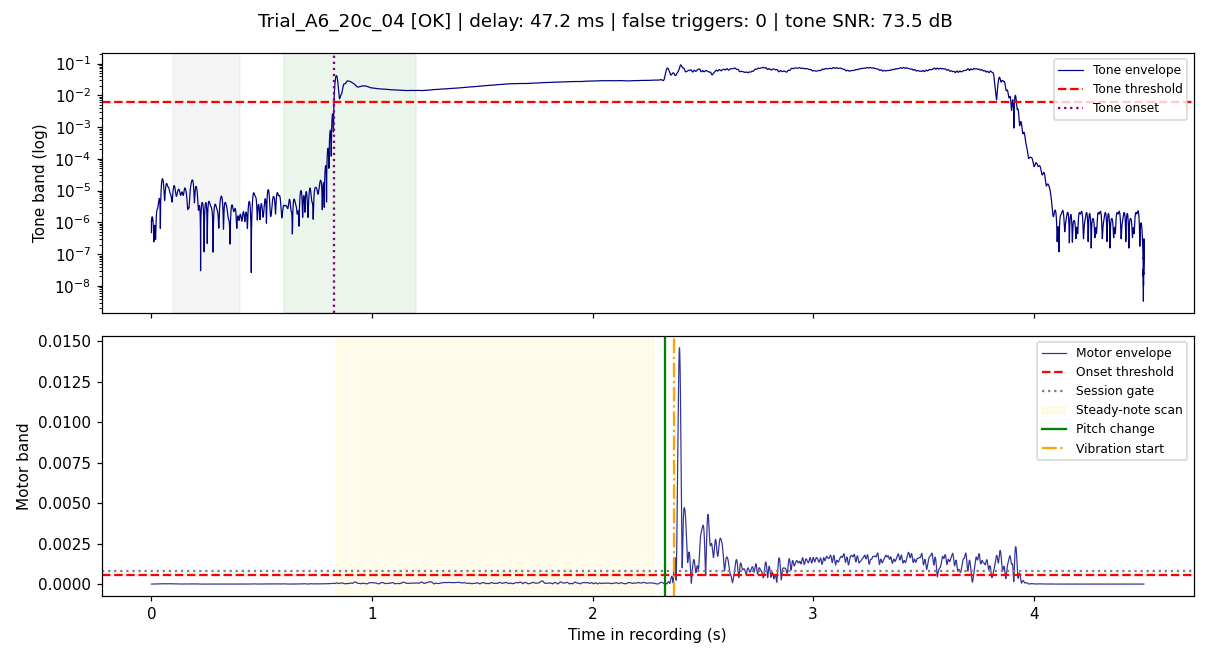 Trial_A6_20c_04 [OK] | delay: 47.2 ms | false triggers: 0 | tone SNR: 73.5 dB
Tone band (log)
10⁻¹
10⁻²
10⁻³
10⁻⁴
10⁻⁵
10⁻⁶
10⁻⁷
10⁻⁸
Tone envelope
Tone threshold
Tone onset
Motor band
0.0150
0.0125
0.0100
0.0075
0.0050
0.0025
0.0000
Motor envelope
Onset threshold
Session gate
Steady-note scan
Pitch change
Vibration start
0 1 2 3 4
Time in recording (s)